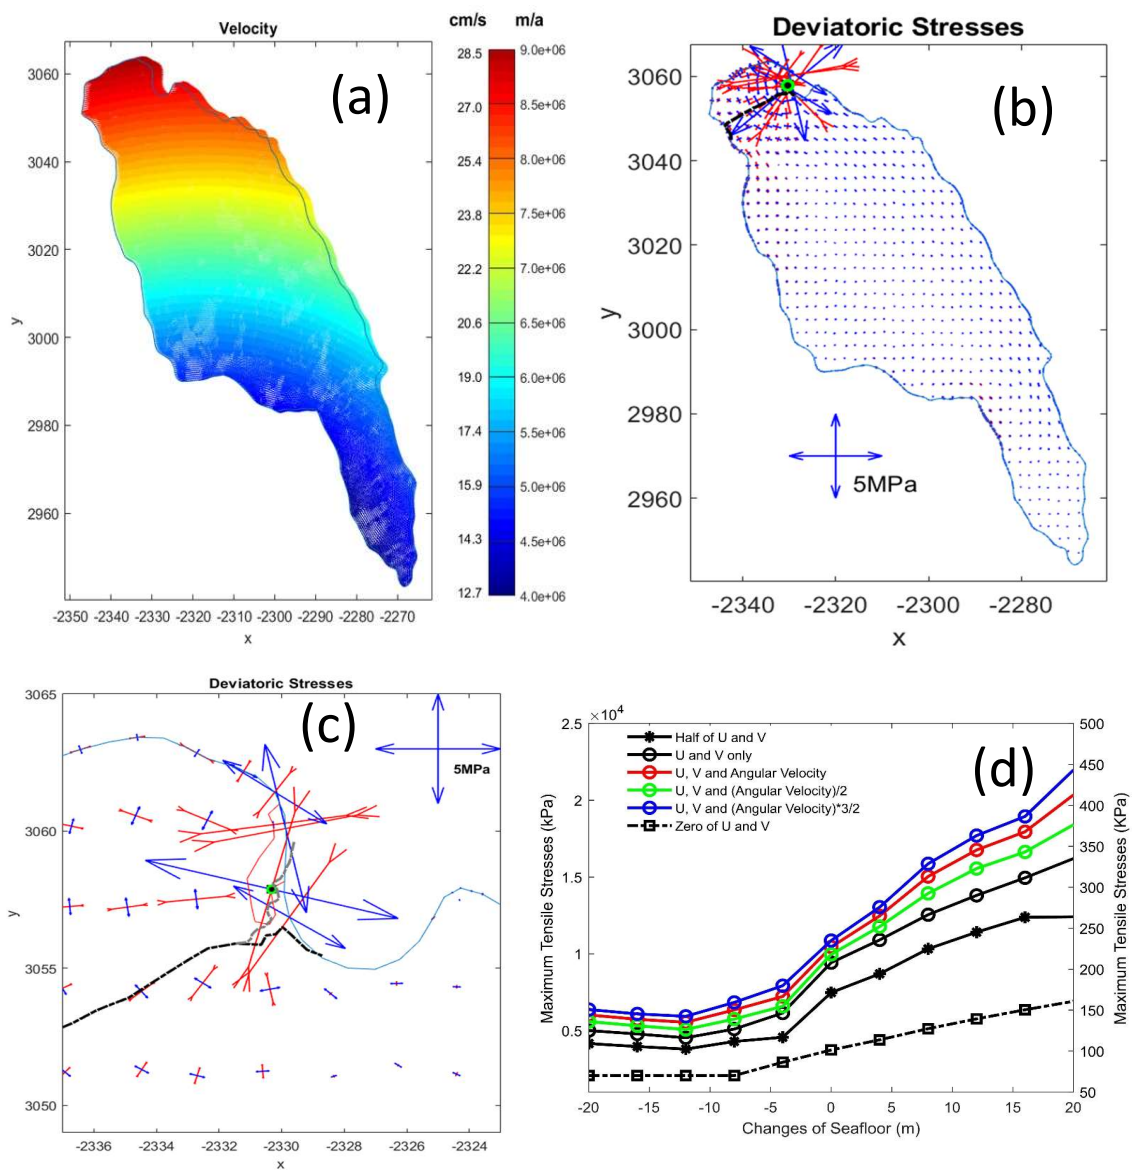 Velocity
cm/s m/a
(a)
3060
3040
3020
3000
2980
2960
y
-2350 -2340 -2330 -2320 -2310 -2300 -2290 -2280 -2270
x
28.5 9.0e+06
27.0 8.5e+06
25.4 8.0e+06
23.8 7.5e+06
22.2 7.0e+06
20.6 6.5e+06
19.0 6.0e+06
17.4 5.5e+06
15.9 5.0e+06
14.3 4.5e+06
12.7 4.0e+06
Deviatoric Stresses
(b)
3060
3040
3020
3000
2980
2960
y
5MPa
-2340 -2320 -2300 -2280
x
Deviatoric Stresses
(c)
5MPa
3065
3060
3055
3050
y
-2336 -2334 -2332 -2330 -2328 -2326 -2324
x
(d)
×10⁴
2.5
2
1.5
1
0.5
Maximum Tensile Stresses (kPa)
Half of U and V
U and V only
U, V and Angular Velocity
U, V and (Angular Velocity)/2
U, V and (Angular Velocity)*3/2
Zero of U and V
500
450
400
350
300
250
200
150
100
50
Maximum Tensile Stresses (KPa)
-20 -15 -10 -5 0 5 10 15 20
Changes of Seafloor (m)